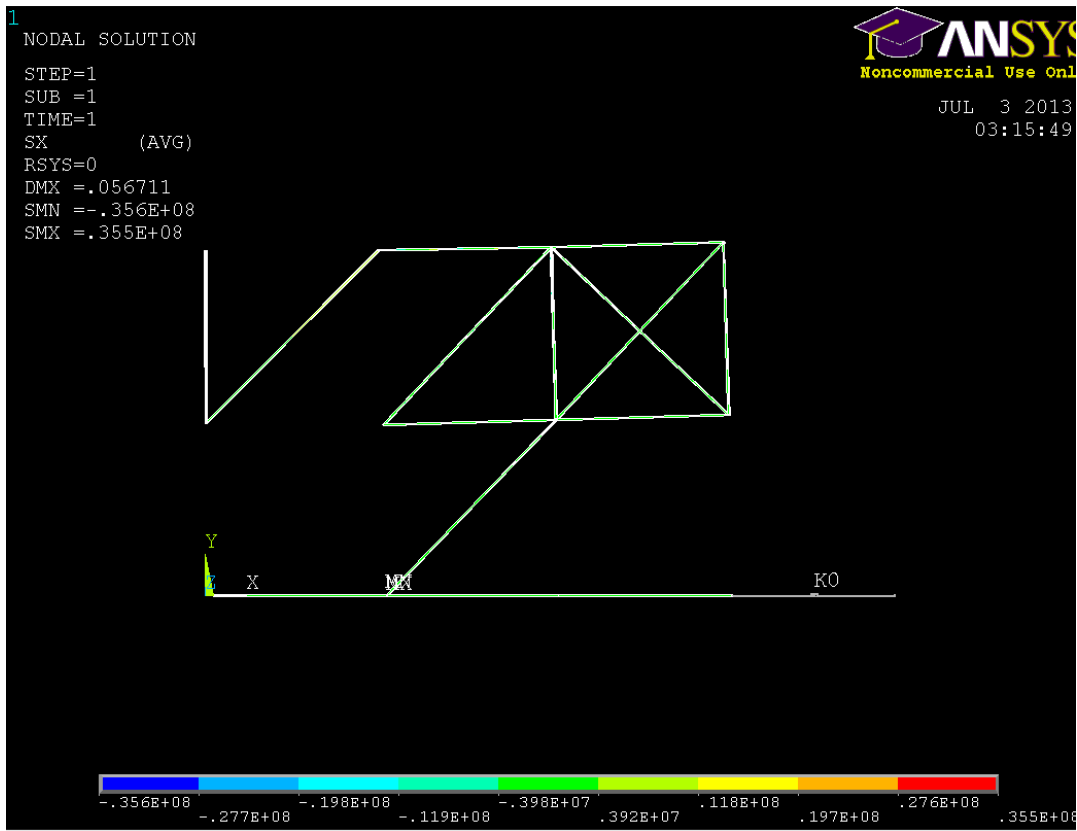 1
NODAL SOLUTION
STEP=1
SUB =1
TIME=1
SX (AVG)
RSYS=0
DMX =.056711
SMN =-.356E+08
SMX =.355E+08
ANSYS
Noncommercial Use Onl
JUL 3 2013
03:15:49
Y
Z X
KO
-.356E+08 -.198E+08 -.398E+07 .118E+08 .276E+08
-.277E+08 -.119E+08 .392E+07 .197E+08 .355E+08